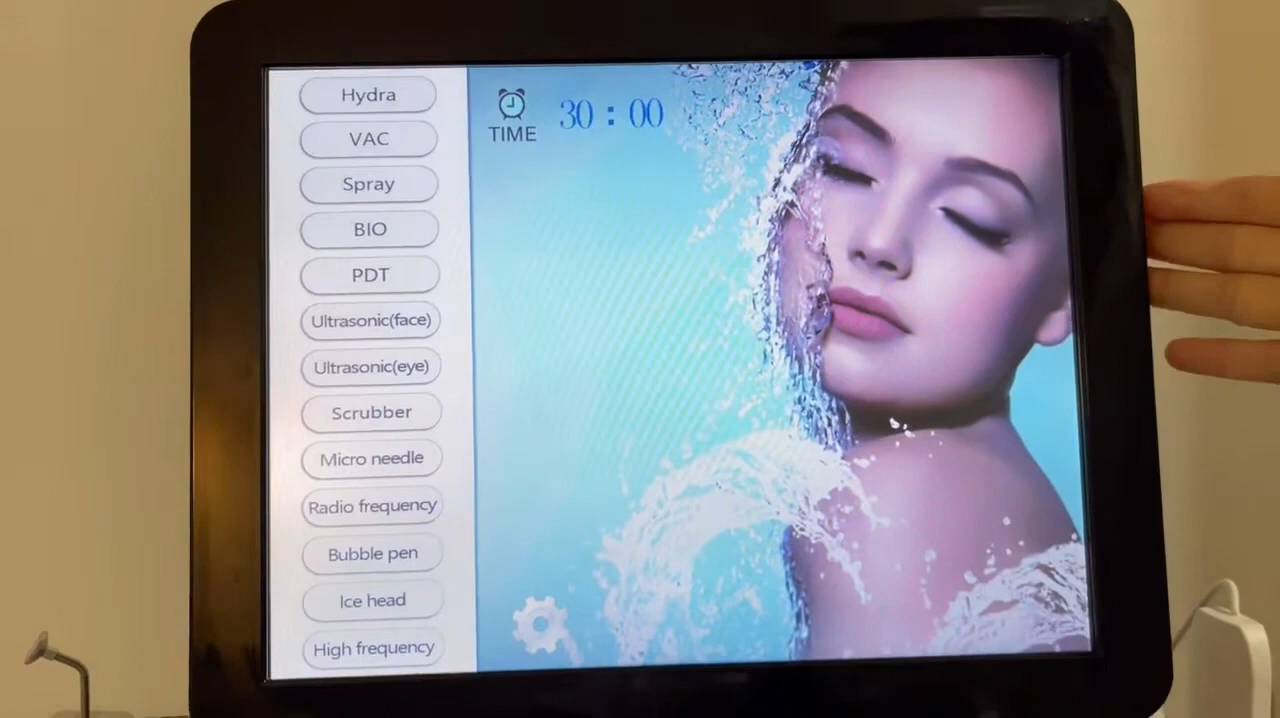 Hydra
VAC
Spray
BIO
PDT
Ultrasonic(face)
Ultrasonic(eye)
Scrubber
Micro needle
Radio frequency
Bubble pen
Ice head
High frequency
TIME 30 : 00